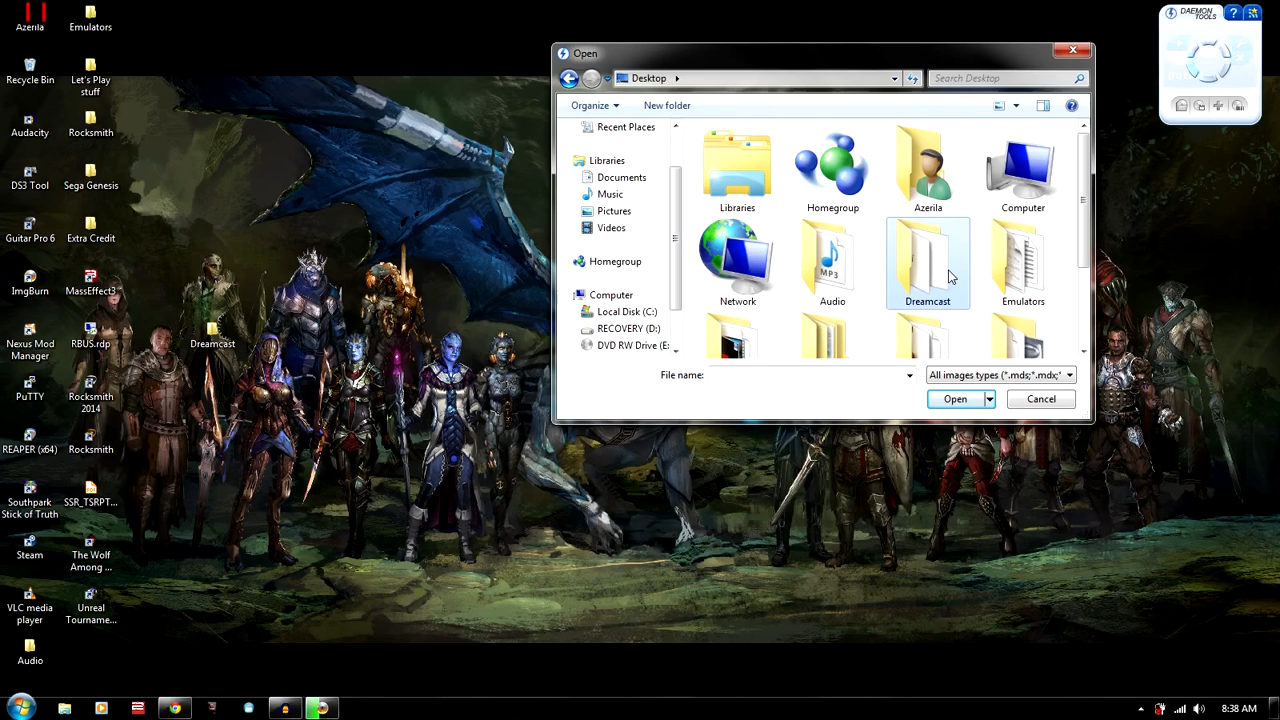 Azerila
Emulators
Recycle Bin
Let's Play
stuff
Audacity
Rocksmith
DS3 Tool
Sega Genesis
Guitar Pro 6
Extra Credit
ImgBurn
MassEffect3
Nexus Mod
Manager
RBUS.rdp
Dreamcast
PuTTY
Rocksmith
2014
REAPER (x64)
Rocksmith
Southpark
Stick of Truth
SSR_TSRPT...
Steam
The Wolf
Among ...
VLC media
player
Unreal
Tourname...
Audio
Open
Desktop
Search Desktop
Organize
New folder
Recent Places
Libraries
Documents
Music
Pictures
Videos
Homegroup
Computer
Local Disk (C:)
RECOVERY (D:)
DVD RW Drive (E:
Libraries
Homegroup
Azerila
Computer
MP3
Network
Audio
Dreamcast
Emulators
File name:
All images types (*.mds;*.mdx;*
Open
Cancel
DAEMON
TOOLS
8:38 AM